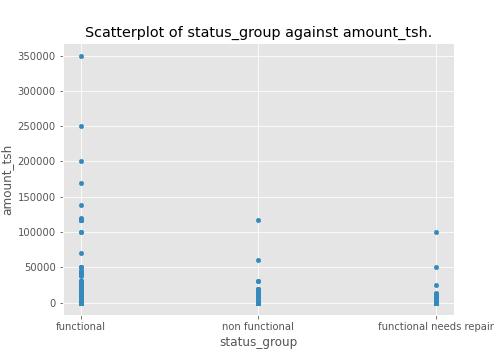 Scatterplot of status_group against amount_tsh.
350000
300000
250000
200000
150000
100000
50000
0
amount_tsh
functional
non functional
functional needs repair
status_group